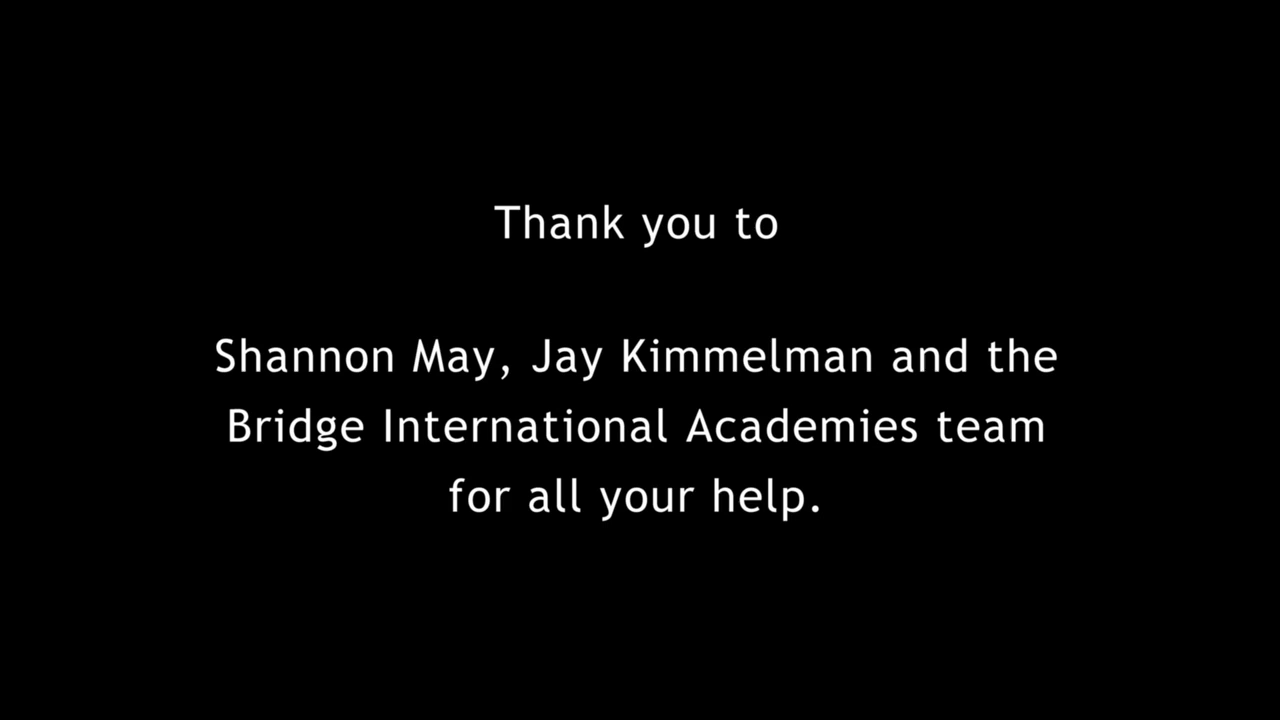 Thank you to
Shannon May, Jay Kimmelman and the
Bridge International Academies team
for all your help.